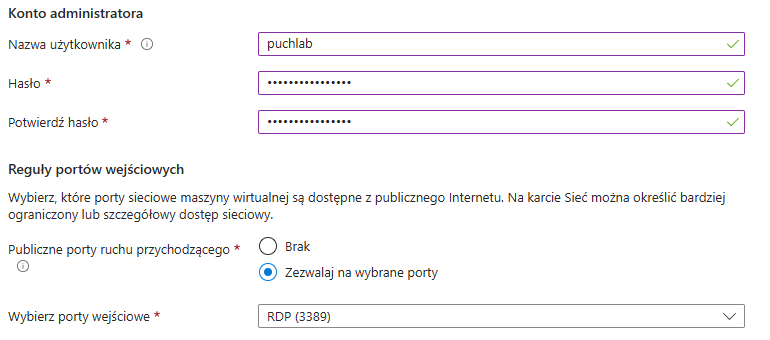 Konto administratora
Nazwa użytkownika * puchlab
Hasło * ••••••••••••••••
Potwierdź hasło * ••••••••••••••••
Reguły portów wejściowych
Wybierz, które porty sieciowe maszyny wirtualnej są dostępne z publicznego Internetu. Na karcie Sieć można określić bardziej
ograniczony lub szczegółowy dostęp sieciowy.
Publiczne porty ruchu przychodzącego *
Brak
Zezwalaj na wybrane porty
Wybierz porty wejściowe * RDP (3389)